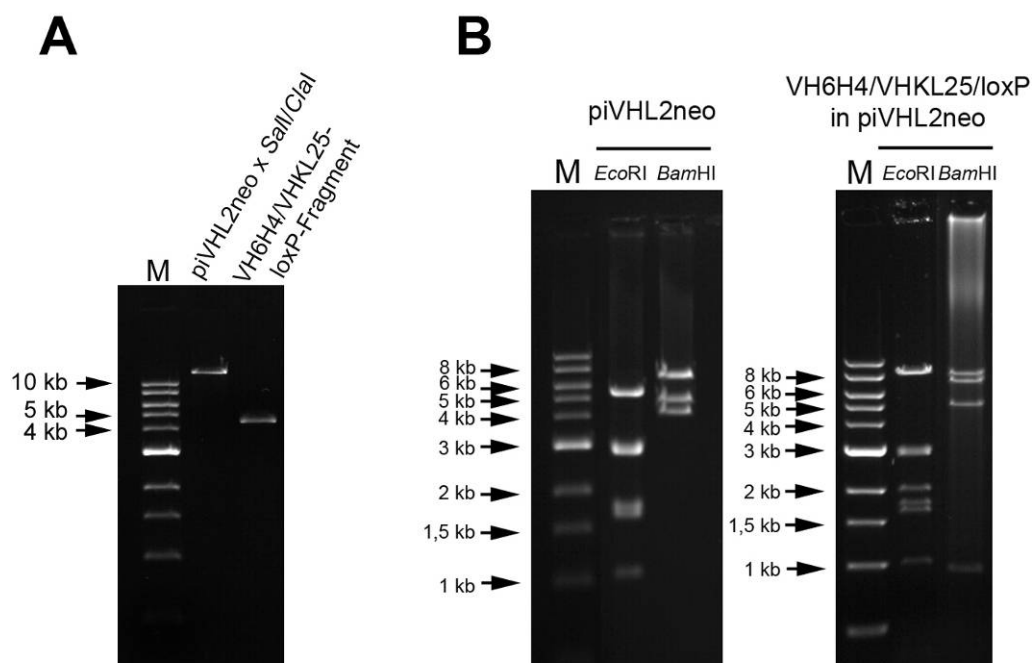 A
piVHL2neo x SalI/ClaI
VH6H4/VHKL25-
loxP-Fragment
M
10 kb
5 kb
4 kb
B
piVHL2neo
M EcoRI BamHI
8 kb
6 kb
5 kb
4 kb
3 kb
2 kb
1,5 kb
1 kb
VH6H4/VHKL25/loxP
in piVHL2neo
M EcoRI BamHI
8 kb
6 kb
5 kb
4 kb
3 kb
2 kb
1,5 kb
1 kb